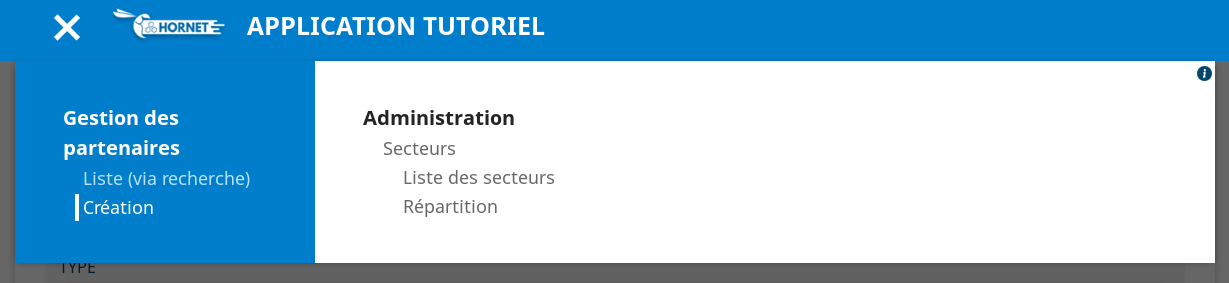 HORNET
APPLICATION TUTORIEL
i
Gestion des
partenaires
Liste (via recherche)
Création
Administration
Secteurs
Liste des secteurs
Répartition
TYPE